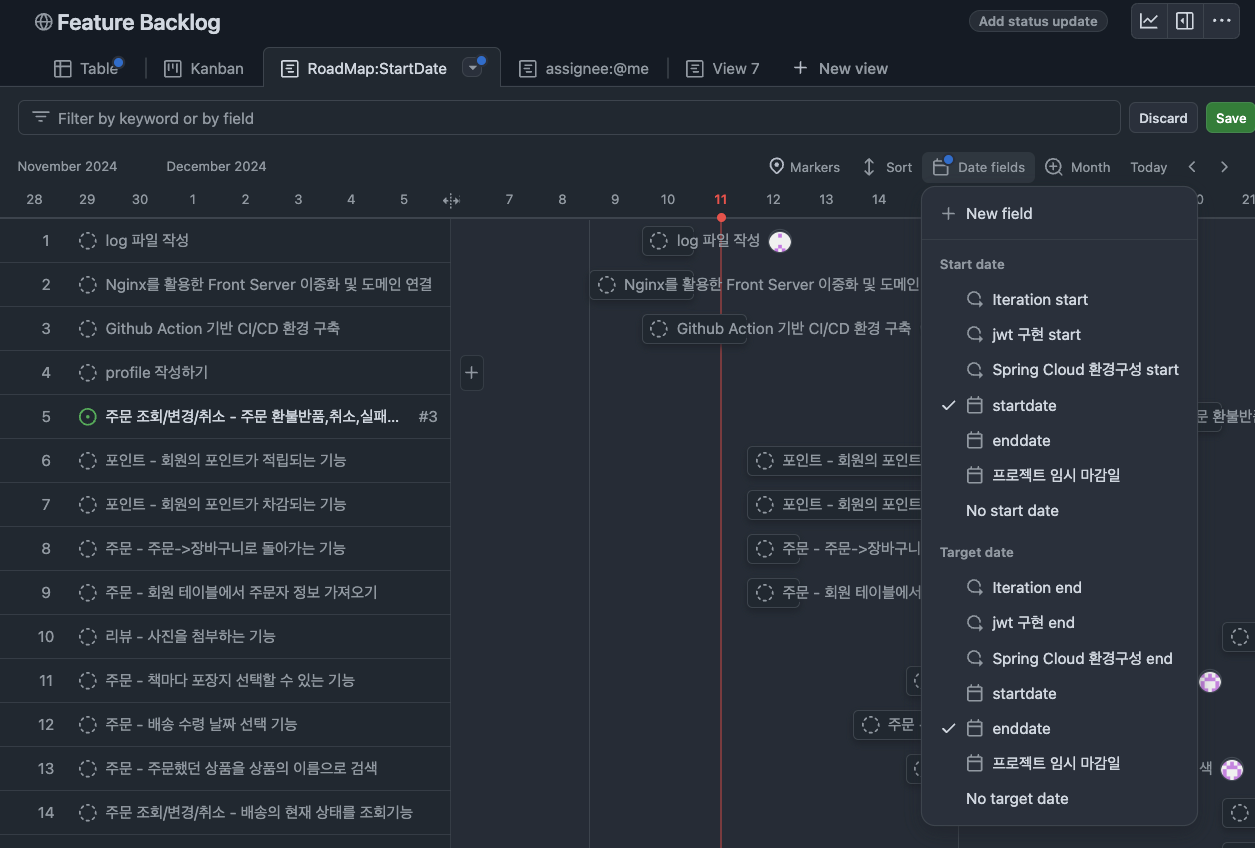 Feature Backlog
Add status update
Table
Kanban
RoadMap:StartDate
assignee:@me
View 7
New view
Filter by keyword or by field
Discard
Save
November 2024
December 2024
Markers
Sort
Date fields
Month
Today
28 29 30 1 2 3 4 5 7 8 9 10 11 12 13 14 0 21
1 log 파일 작성
log 파일 작성
2 Nginx를 활용한 Front Server 이중화 및 도메인 연결
Nginx를 활용한 Front Server 이중화 및 도메인
3 Github Action 기반 CI/CD 환경 구축
Github Action 기반 CI/CD 환경 구축
4 profile 작성하기
5 주문 조회/변경/취소 - 주문 환불반품,취소,실패... #3
문 환불반품
6 포인트 - 회원의 포인트가 적립되는 기능
포인트 - 회원의 포인트
7 포인트 - 회원의 포인트가 차감되는 기능
포인트 - 회원의 포인트
8 주문 - 주문->장바구니로 돌아가는 기능
주문 - 주문->장바구니
9 주문 - 회원 테이블에서 주문자 정보 가져오기
주문 - 회원 테이블에서
10 리뷰 - 사진을 첨부하는 기능
11 주문 - 책마다 포장지 선택할 수 있는 기능
12 주문 - 배송 수령 날짜 선택 기능
주문 -
13 주문 - 주문했던 상품을 상품의 이름으로 검색
색
14 주문 조회/변경/취소 - 배송의 현재 상태를 조회기능
New field
Start date
Iteration start
jwt 구현 start
Spring Cloud 환경구성 start
startdate
enddate
프로젝트 임시 마감일
No start date
Target date
Iteration end
jwt 구현 end
Spring Cloud 환경구성 end
startdate
enddate
프로젝트 임시 마감일
No target date